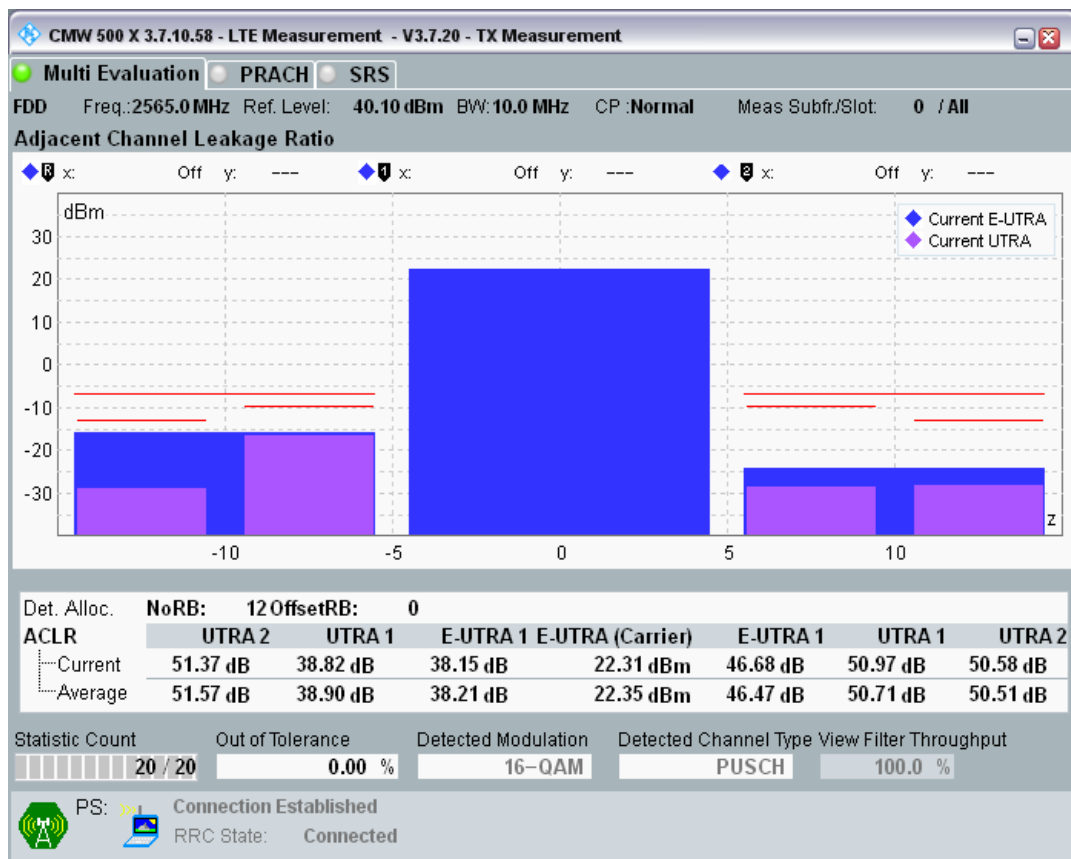 CMW 500 X 3.7.10.58 - LTE Measurement - V3.7.20 - TX Measurement
Multi Evaluation PRACH SRS
FDD Freq.:2565.0 MHz Ref. Level: 40.10 dBm BW: 10.0 MHz CP :Normal Meas Subfr./Slot: 0 / All
Adjacent Channel Leakage Ratio
R x: Off y: --- 1 x: Off y: --- 2 x: Off y: ---
dBm
Current E-UTRA
Current UTRA
30
20
10
0
-10
-20
-30
z
-10 -5 0 5 10
Det. Alloc. NoRB: 12 OffsetRB: 0
ACLR UTRA 2 UTRA 1 E-UTRA 1 E-UTRA (Carrier) E-UTRA 1 UTRA 1 UTRA 2
Current 51.37 dB 38.82 dB 38.15 dB 22.31 dBm 46.68 dB 50.97 dB 50.58 dB
Average 51.57 dB 38.90 dB 38.21 dB 22.35 dBm 46.47 dB 50.71 dB 50.51 dB
Statistic Count Out of Tolerance Detected Modulation Detected Channel Type View Filter Throughput
20 / 20 0.00 % 16-QAM PUSCH 100.0 %
PS: Connection Established
RRC State: Connected